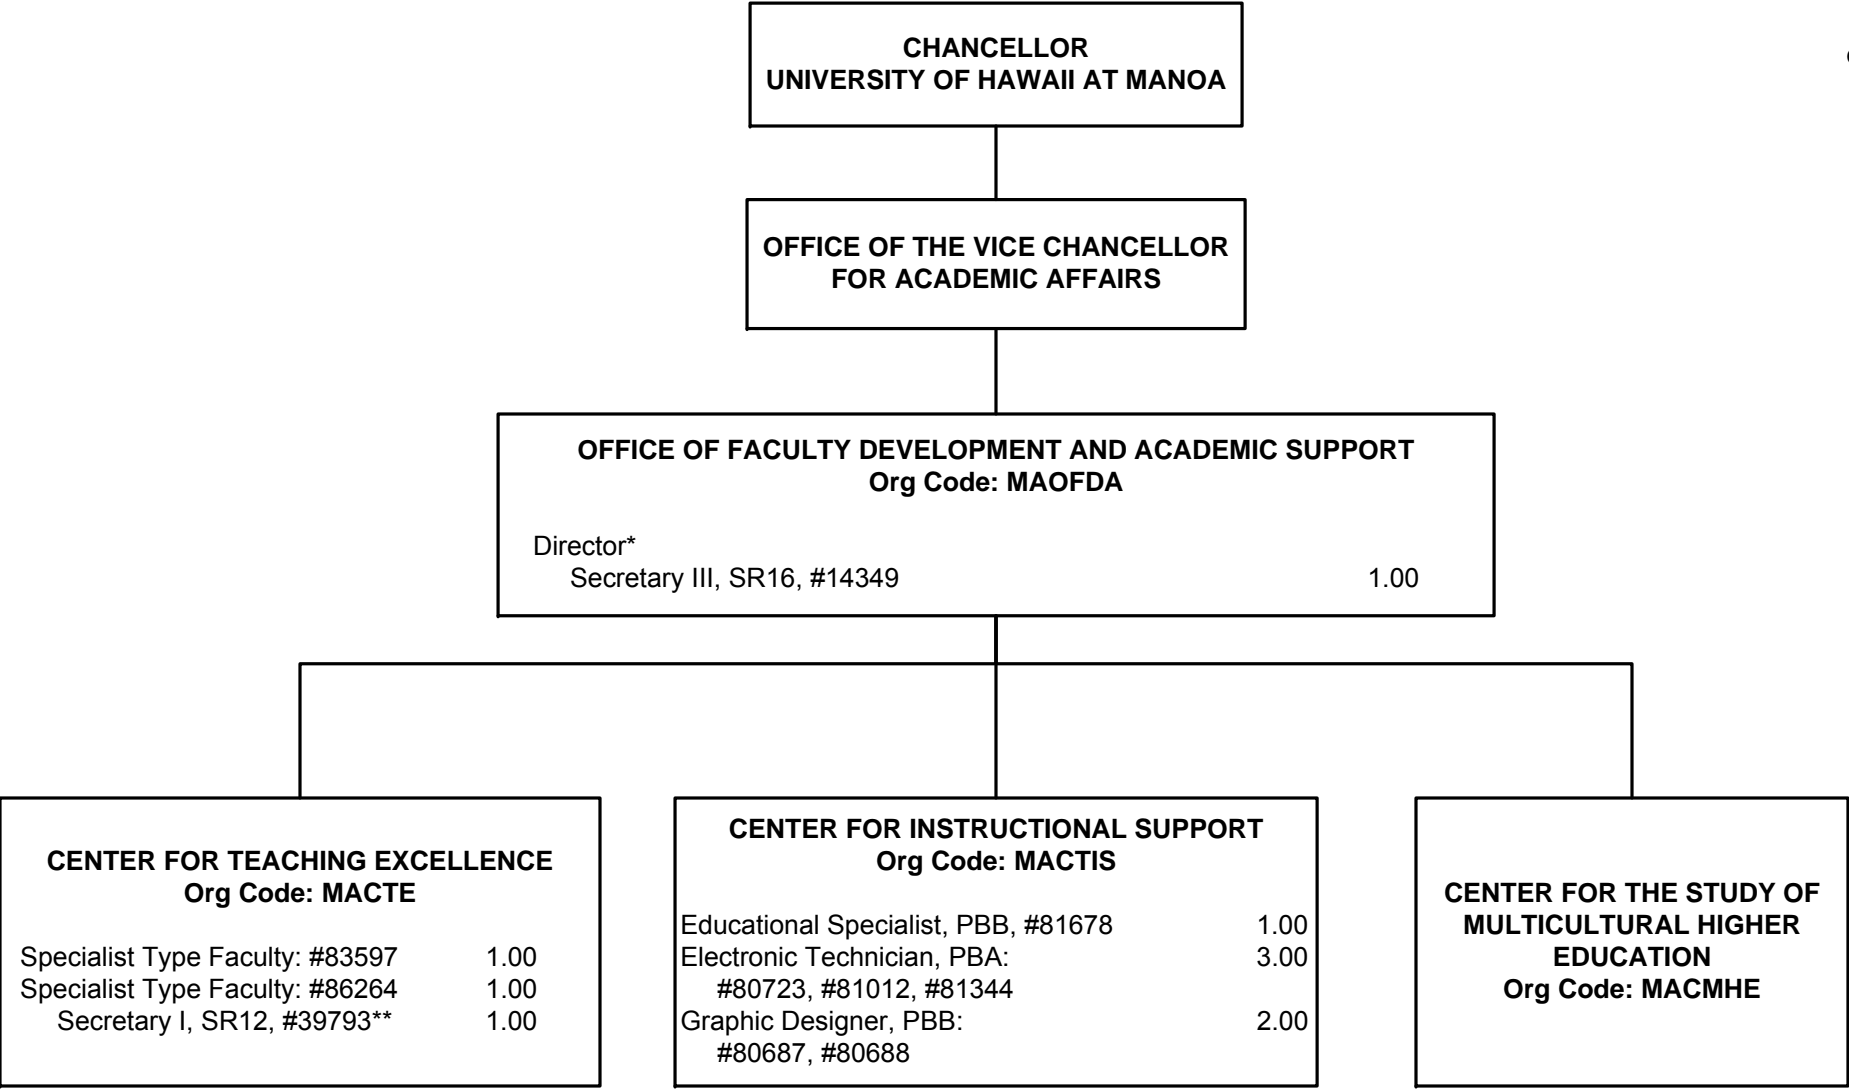 CHANCELLOR
UNIVERSITY OF HAWAII AT MANOA
OFFICE OF THE VICE CHANCELLOR
FOR ACADEMIC AFFAIRS
OFFICE OF FACULTY DEVELOPMENT AND ACADEMIC SUPPORT
Org Code: MAOFDA
Director*
Secretary III, SR16, #14349 1.00
CENTER FOR TEACHING EXCELLENCE
Org Code: MACTE
Specialist Type Faculty: #83597 1.00
Specialist Type Faculty: #86264 1.00
Secretary I, SR12, #39793** 1.00
CENTER FOR INSTRUCTIONAL SUPPORT
Org Code: MACTIS
Educational Specialist, PBB, #81678 1.00
Electronic Technician, PBA: 3.00
#80723, #81012, #81344
Graphic Designer, PBB: 2.00
#80687, #80688
CENTER FOR THE STUDY OF
MULTICULTURAL HIGHER
EDUCATION
Org Code: MACMHE